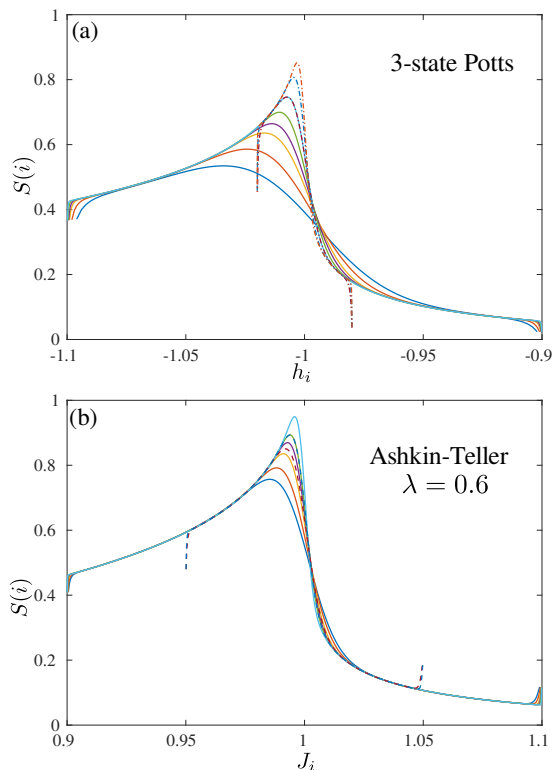 (a)
3-state Potts
1
0.8
0.6
0.4
0.2
0
S(i)
-1.1
-1.05
-1
-0.95
-0.9
h_i
(b)
Ashkin-Teller
λ = 0.6
1
0.8
0.6
0.4
0.2
0
S(i)
0.9
0.95
1
1.05
1.1
J_i